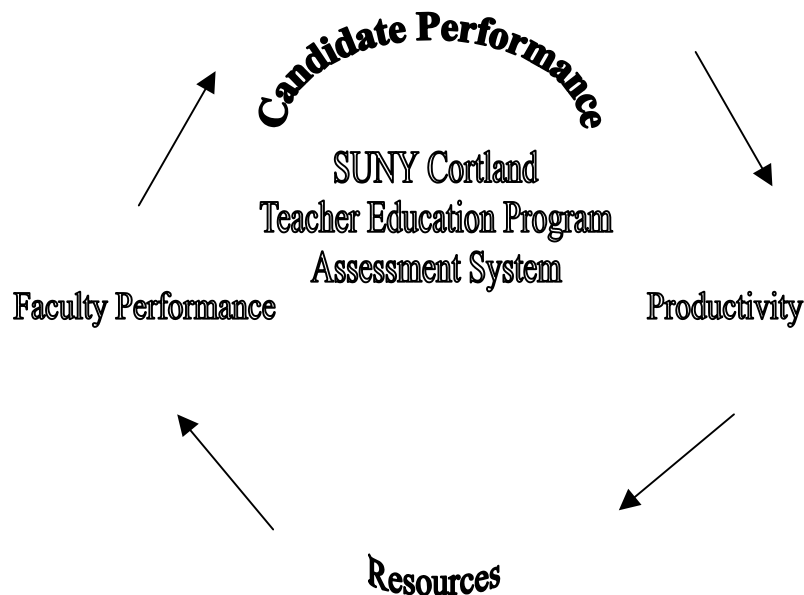 Candidate Performance
SUNY Cortland
Teacher Education Program
Assessment System
Faculty Performance
Productivity
Resources